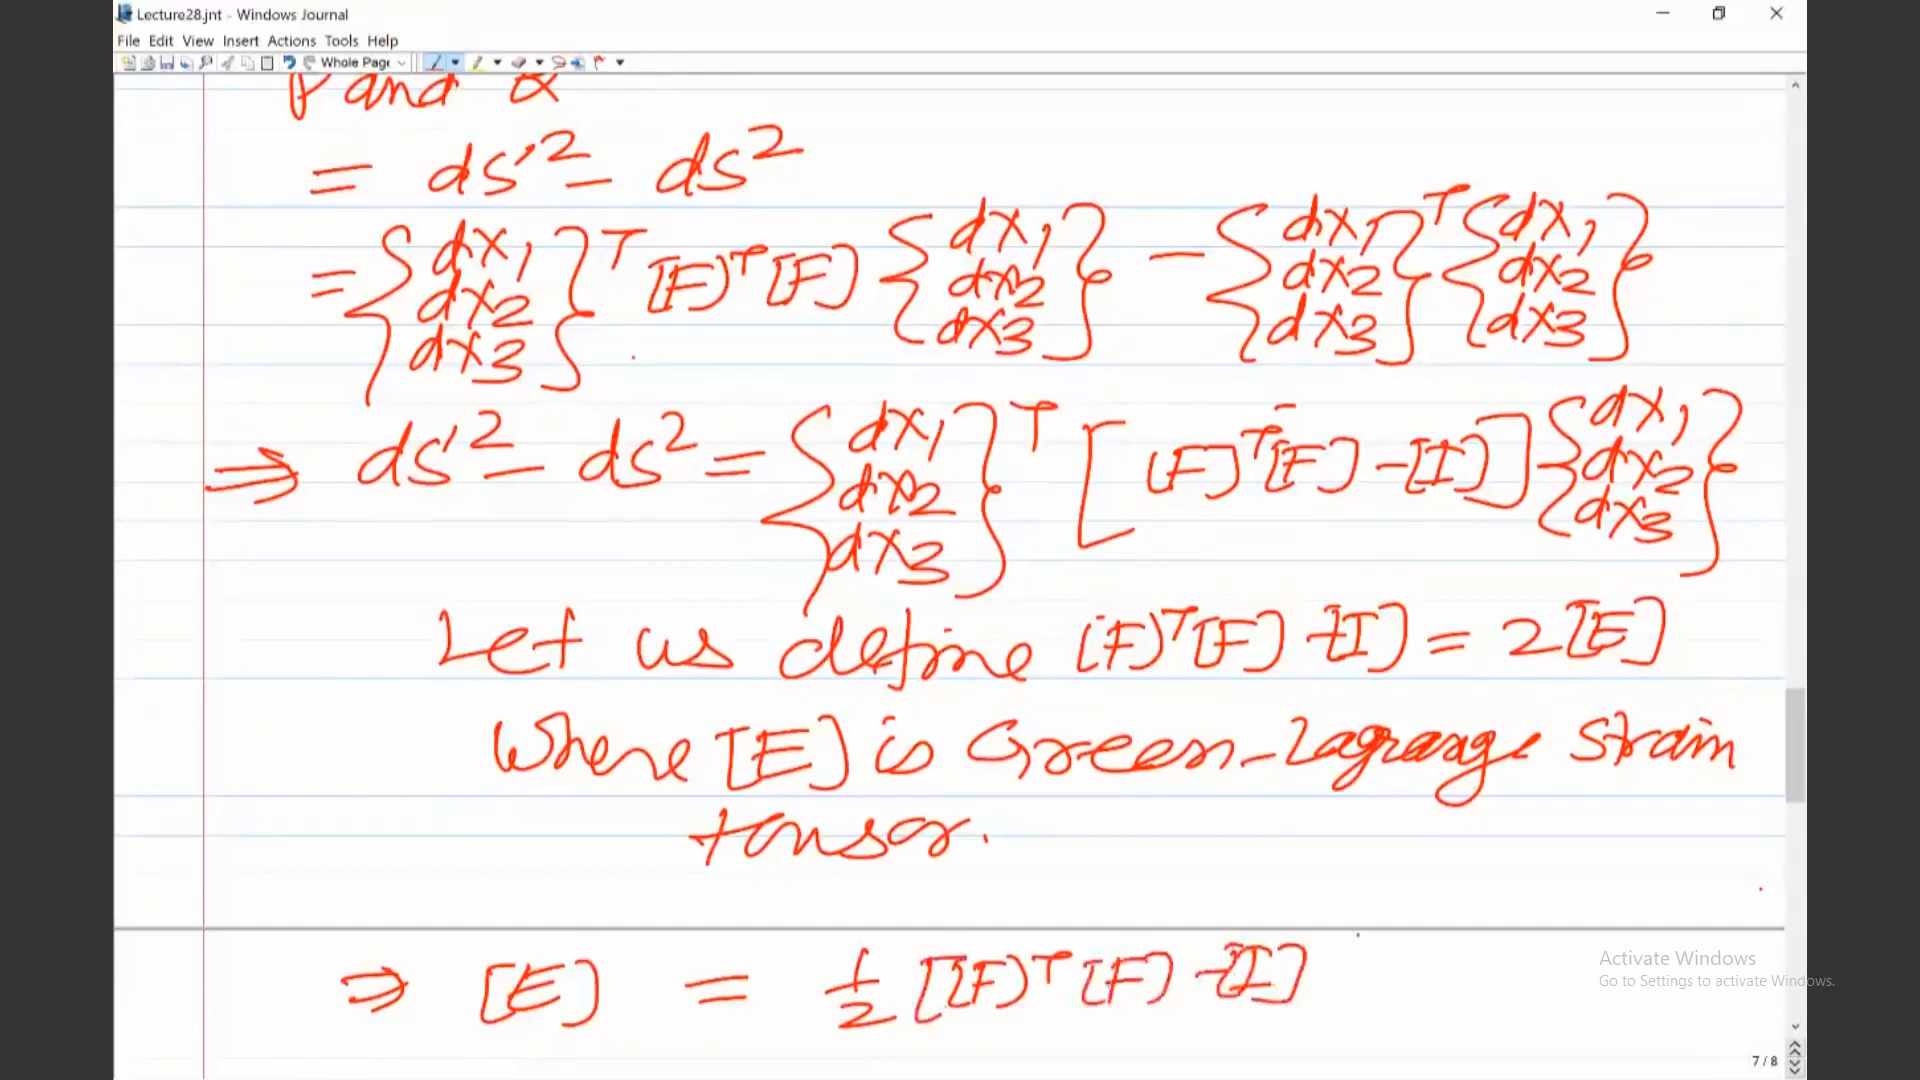 Lecture28.jnt - Windows Journal
File Edit View Insert Actions Tools Help
Whole Page
P and Q
= ds'² - ds²
= {dx₁ dx₂ dx₃}ᵀ [F]ᵀ[F] {dx₁ dx₂ dx₃} - {dx₁ dx₂ dx₃}ᵀ {dx₁ dx₂ dx₃}
⇒ ds'² - ds² = {dx₁ dx₂ dx₃}ᵀ [[F]ᵀ[F] - [I]] {dx₁ dx₂ dx₃}
Let us define [F]ᵀ[F] - [I] = 2[E]
Where [E] is Green-Lagrange Strain
tensor.
⇒ [E] = 1/2 [[F]ᵀ[F] - [I]]
Activate Windows
Go to Settings to activate Windows.
7 / 8